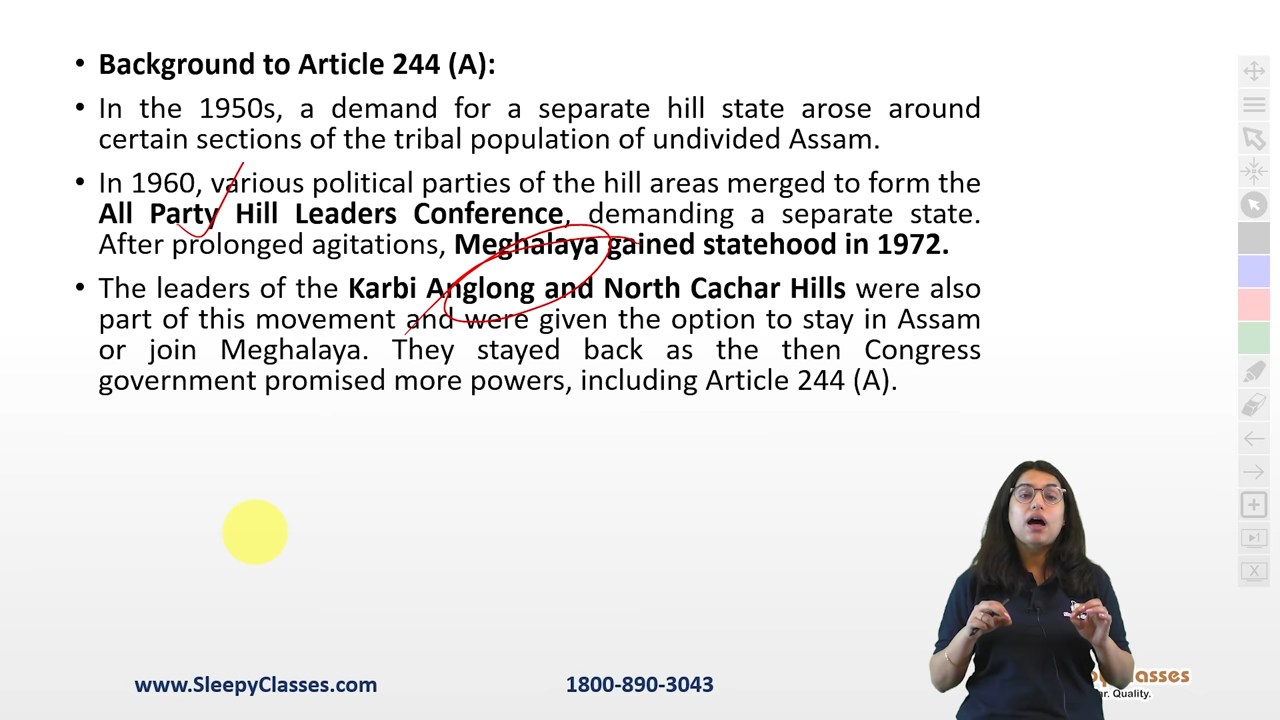 • Background to Article 244 (A):
• In the 1950s, a demand for a separate hill state arose around
certain sections of the tribal population of undivided Assam.
• In 1960, various political parties of the hill areas merged to form the
All Party Hill Leaders Conference, demanding a separate state.
After prolonged agitations, Meghalaya gained statehood in 1972.
• The leaders of the Karbi Anglong and North Cachar Hills were also
part of this movement and were given the option to stay in Assam
or join Meghalaya. They stayed back as the then Congress
government promised more powers, including Article 244 (A).
www.SleepyClasses.com
1800-890-3043
Quality.